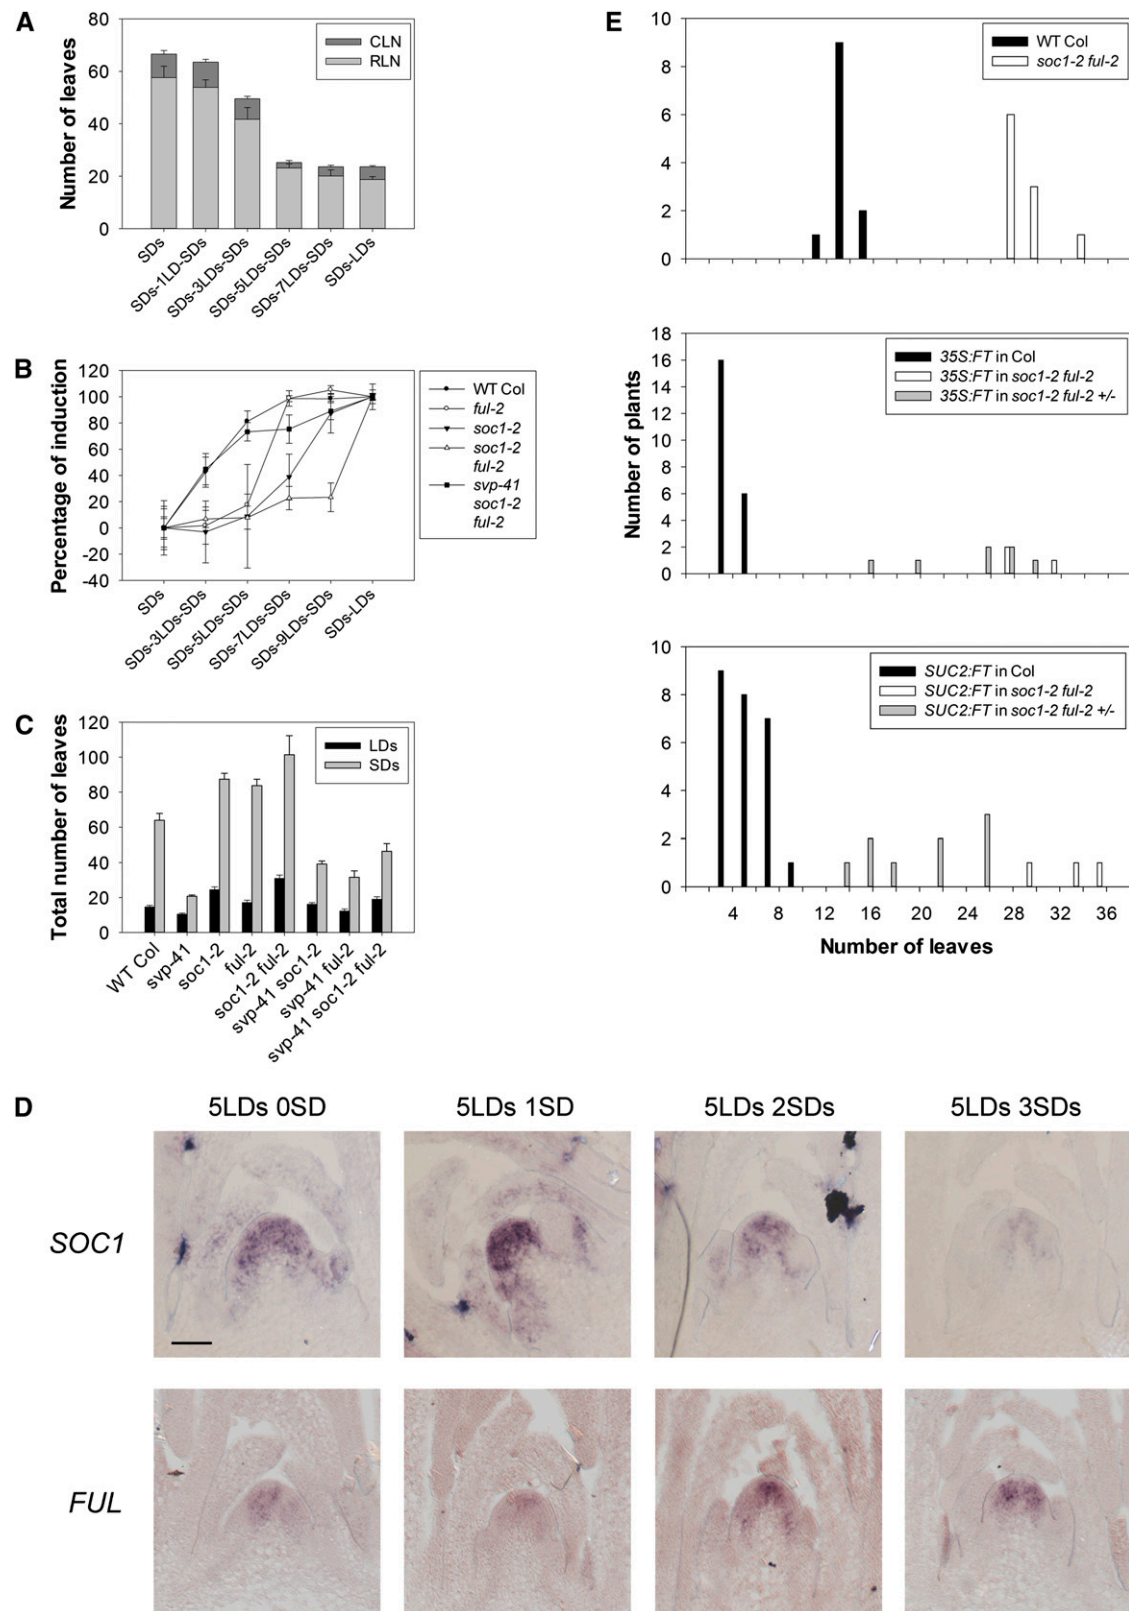 A
80
60
40
20
0
Number of leaves
CLN
RLN
SDs
SDs-1LD-SDs
SDs-3LDs-SDs
SDs-5LDs-SDs
SDs-7LDs-SDs
SDs-LDs
B
120
100
80
60
40
20
0
-20
-40
Percentage of induction
WT Col
ful-2
soc1-2
soc1-2
ful-2
svp-41
soc1-2
ful-2
SDs
SDs-3LDs-SDs
SDs-5LDs-SDs
SDs-7LDs-SDs
SDs-9LDs-SDs
SDs-LDs
C
120
100
80
60
40
20
0
Total number of leaves
LDs
SDs
WT Col
svp-41
soc1-2
ful-2
soc1-2 ful-2
svp-41 soc1-2
svp-41 ful-2
svp-41 soc1-2 ful-2
E
10
8
6
4
2
0
WT Col
soc1-2 ful-2
18
16
14
12
10
8
6
4
2
0
Number of plants
35S:FT in Col
35S:FT in soc1-2 ful-2
35S:FT in soc1-2 ful-2 +/-
10
8
6
4
2
0
SUC2:FT in Col
SUC2:FT in soc1-2 ful-2
SUC2:FT in soc1-2 ful-2 +/-
4 8 12 16 20 24 28 32 36
Number of leaves
D
5LDs 0SD
5LDs 1SD
5LDs 2SDs
5LDs 3SDs
SOC1
FUL